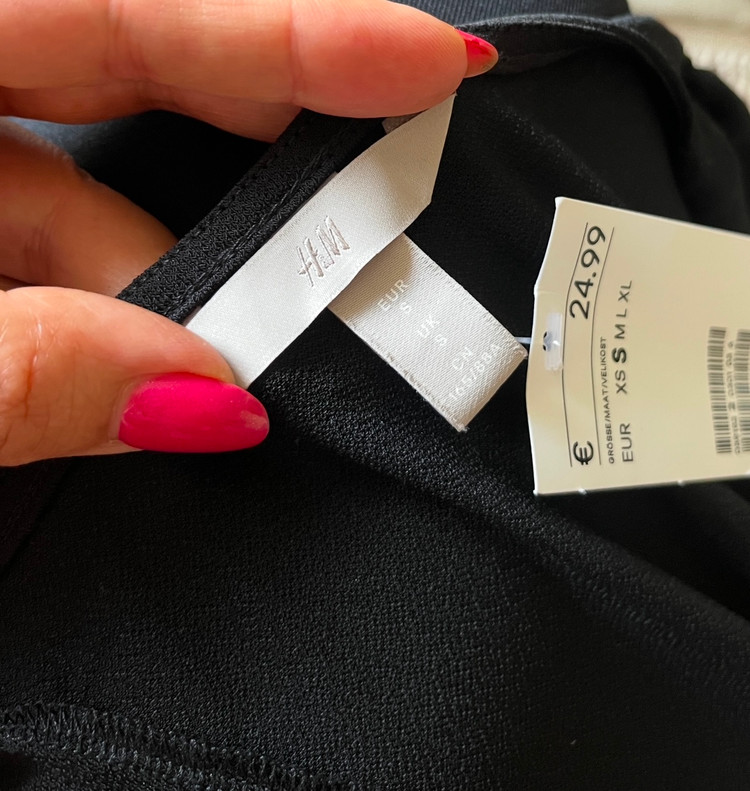 H&M
EUR
S
UK
S
CN
165/88A
€ 24.99
GRÖSSE/MAAT/VELIKOST
EUR XS S M L XL